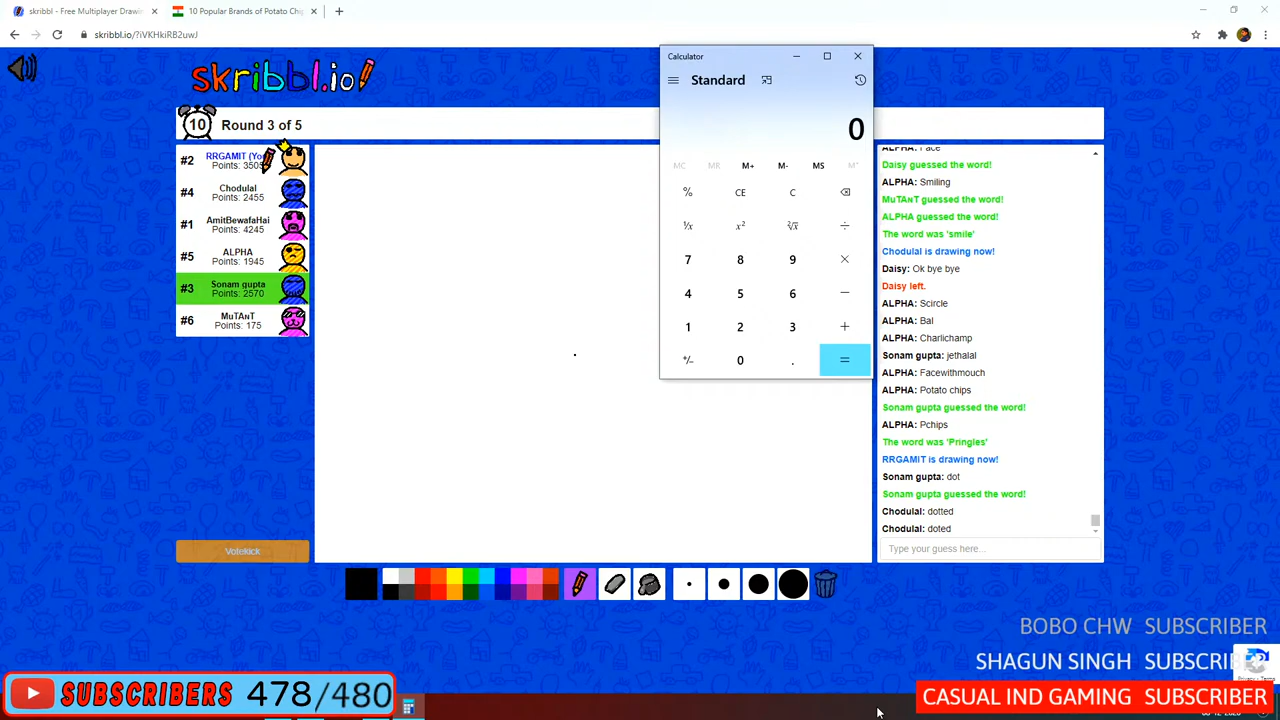 skribbl - Free Multiplayer Drawin
10 Popular Brands of Potato Chip
skribbl.io/?iVKHkiRB2uwJ
skribbl.io
10
Round 3 of 5
#2
RRGAMIT (You
Points: 3505
#4
Chodulal
Points: 2455
#1
AmitBewafaHai
Points: 4245
#5
ALPHA
Points: 1945
#3
Sonam gupta
Points: 2570
#6
MuTANT
Points: 175
Votekick
Calculator
Standard
0
MC MR M+ M- MS M˅
% CE C
¹/x x² ²√x ÷
7 8 9 ×
4 5 6 −
1 2 3 +
⁺/₋ 0 . =
ALPHA: Face
Daisy guessed the word!
ALPHA: Smiling
MuTANT guessed the word!
ALPHA guessed the word!
The word was 'smile'
Chodulal is drawing now!
Daisy: Ok bye bye
Daisy left.
ALPHA: Scircle
ALPHA: Bal
ALPHA: Charlichamp
Sonam gupta: jethalal
ALPHA: Facewithmouch
ALPHA: Potato chips
Sonam gupta guessed the word!
ALPHA: Pchips
The word was 'Pringles'
RRGAMIT is drawing now!
Sonam gupta: dot
Sonam gupta guessed the word!
Chodulal: dotted
Chodulal: doted
Type your guess here...
BOBO CHW SUBSCRIBER
SHAGUN SINGH SUBSCRI
Privacy - Terms
CASUAL IND GAMING SUBSCRIBER
SUBSCRIBERS 478/480